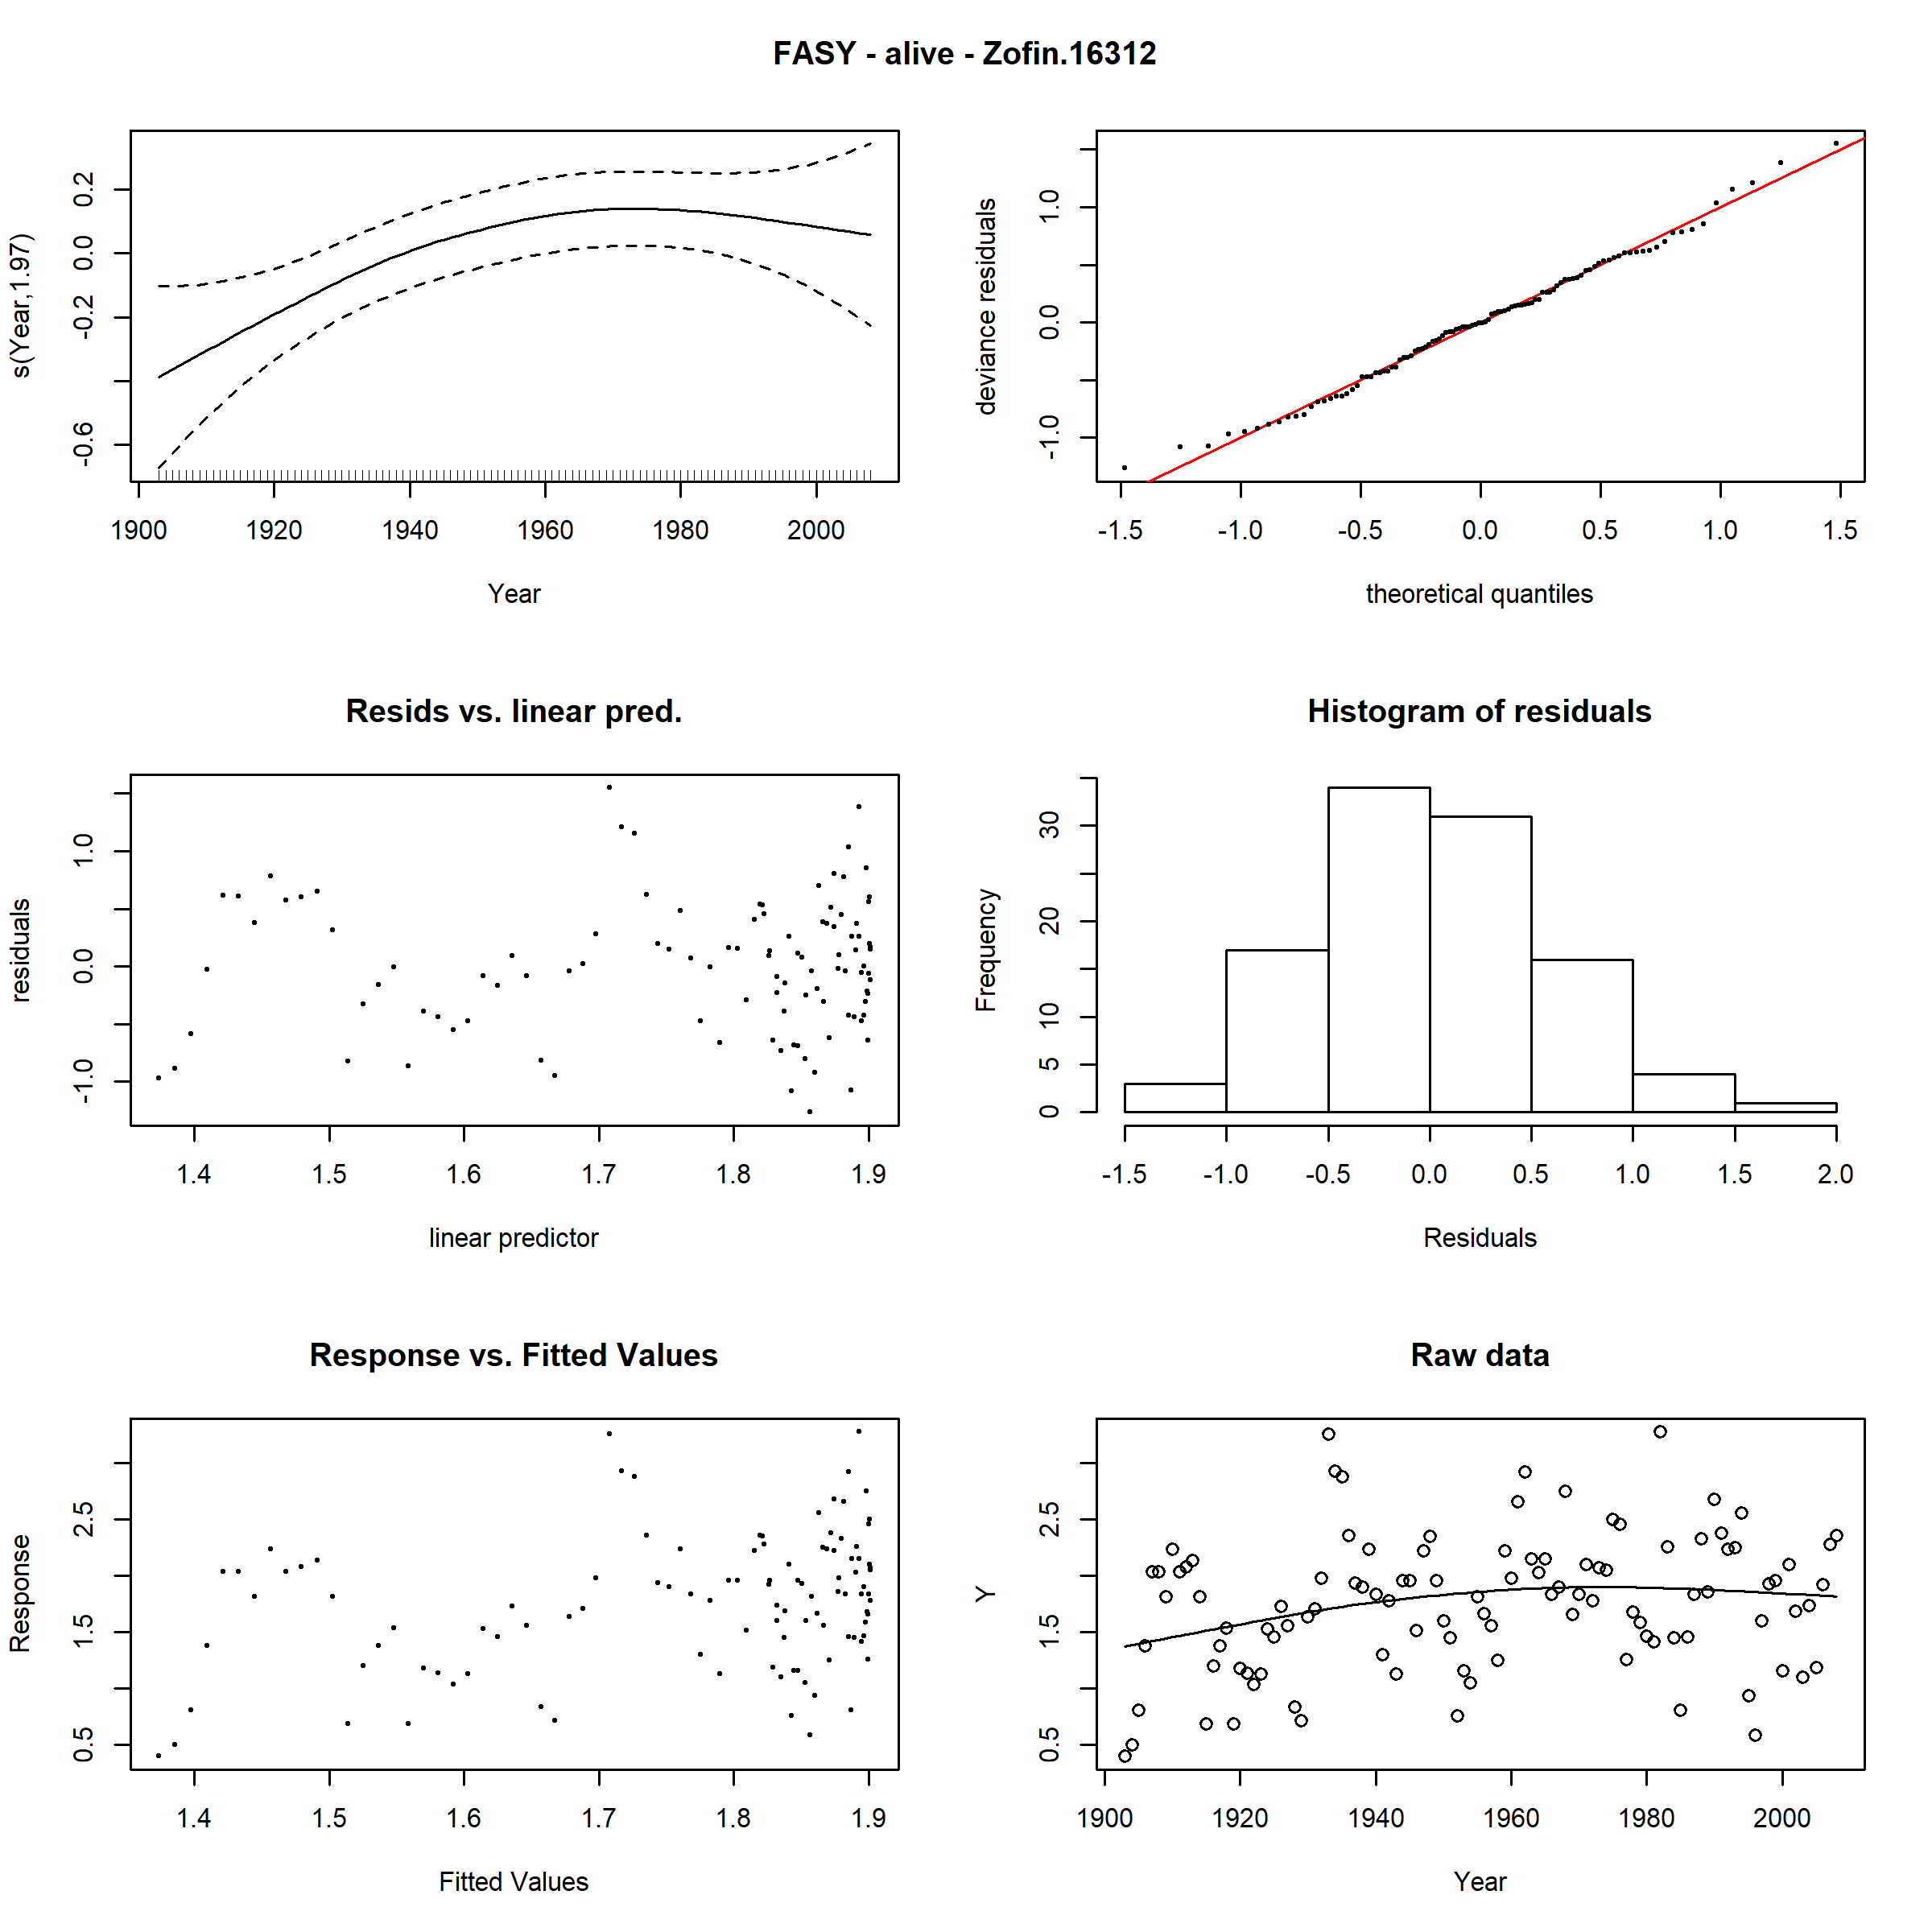 FASY - alive - Zofin.16312
s(Year,1.97)
0.2
0.0
-0.2
-0.6
1900 1920 1940 1960 1980 2000
Year
deviance residuals
1.0
0.0
-1.0
-1.5 -1.0 -0.5 0.0 0.5 1.0 1.5
theoretical quantiles
Resids vs. linear pred.
residuals
1.0
0.0
-1.0
1.4 1.5 1.6 1.7 1.8 1.9
linear predictor
Histogram of residuals
Frequency
30
20
10
5
0
-1.5 -1.0 -0.5 0.0 0.5 1.0 1.5 2.0
Residuals
Response vs. Fitted Values
Response
2.5
1.5
0.5
1.4 1.5 1.6 1.7 1.8 1.9
Fitted Values
Raw data
Y
2.5
1.5
0.5
1900 1920 1940 1960 1980 2000
Year